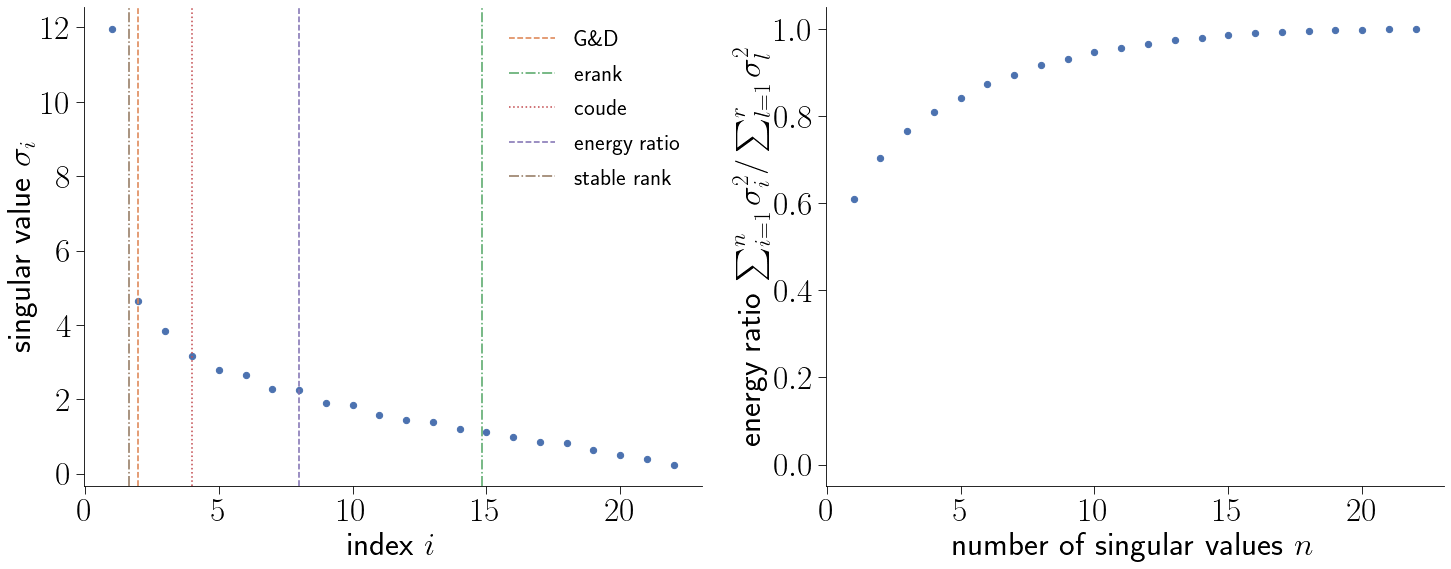 12
10
8
6
4
2
0
singular value σ_i
0 5 10 15 20
index i
G&D
erank
coude
energy ratio
stable rank
1.0
0.8
0.6
0.4
0.2
0.0
energy ratio ∑_{i=1}^{n} σ_i^2 / ∑_{l=1}^{r} σ_l^2
0 5 10 15 20
number of singular values n